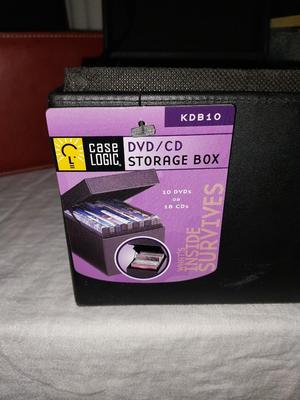 KDB10
case
LOGIC®
DVD/CD
STORAGE BOX
10 DVDs
OR
18 CDs
WHAT'S
INSIDE
SURVIVES